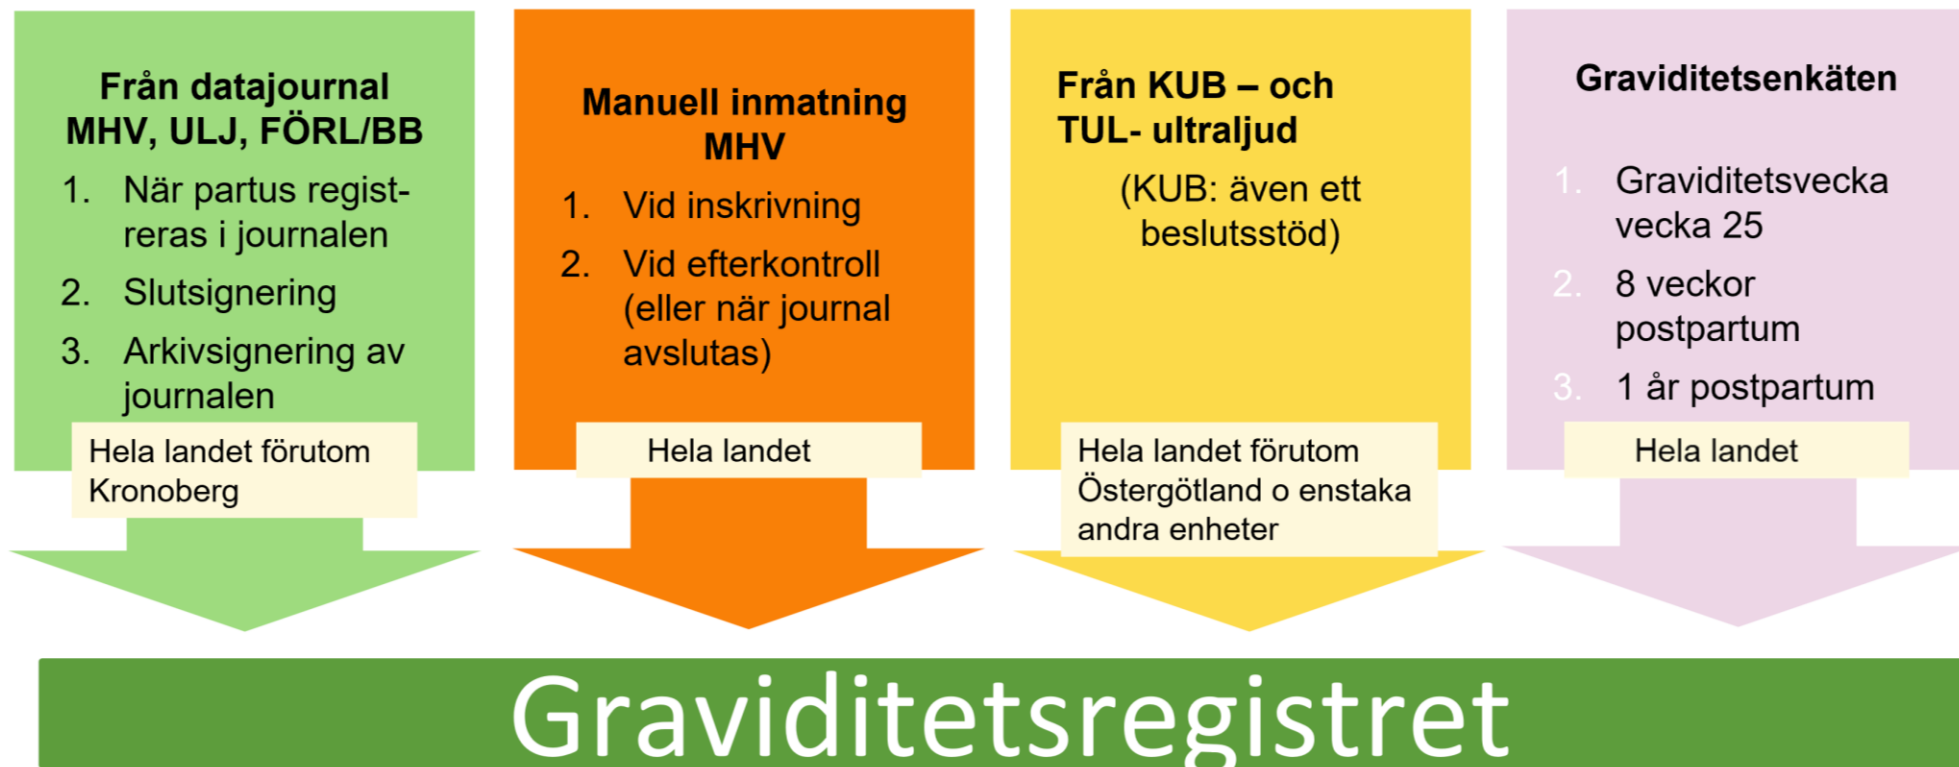 Från datajournal
MHV, ULJ, FÖRL/BB
1. När partus regist-
reras i journalen
2. Slutsignering
3. Arkivsignering av
journalen
Hela landet förutom
Kronoberg
Manuell inmatning
MHV
1. Vid inskrivning
2. Vid efterkontroll
(eller när journal
avslutas)
Hela landet
Från KUB – och
TUL- ultraljud
(KUB: även ett
beslutsstöd)
Hela landet förutom
Östergötland o enstaka
andra enheter
Graviditetsenkäten
1. Graviditetsvecka
vecka 25
2. 8 veckor
postpartum
3. 1 år postpartum
Hela landet
Graviditetsregistret